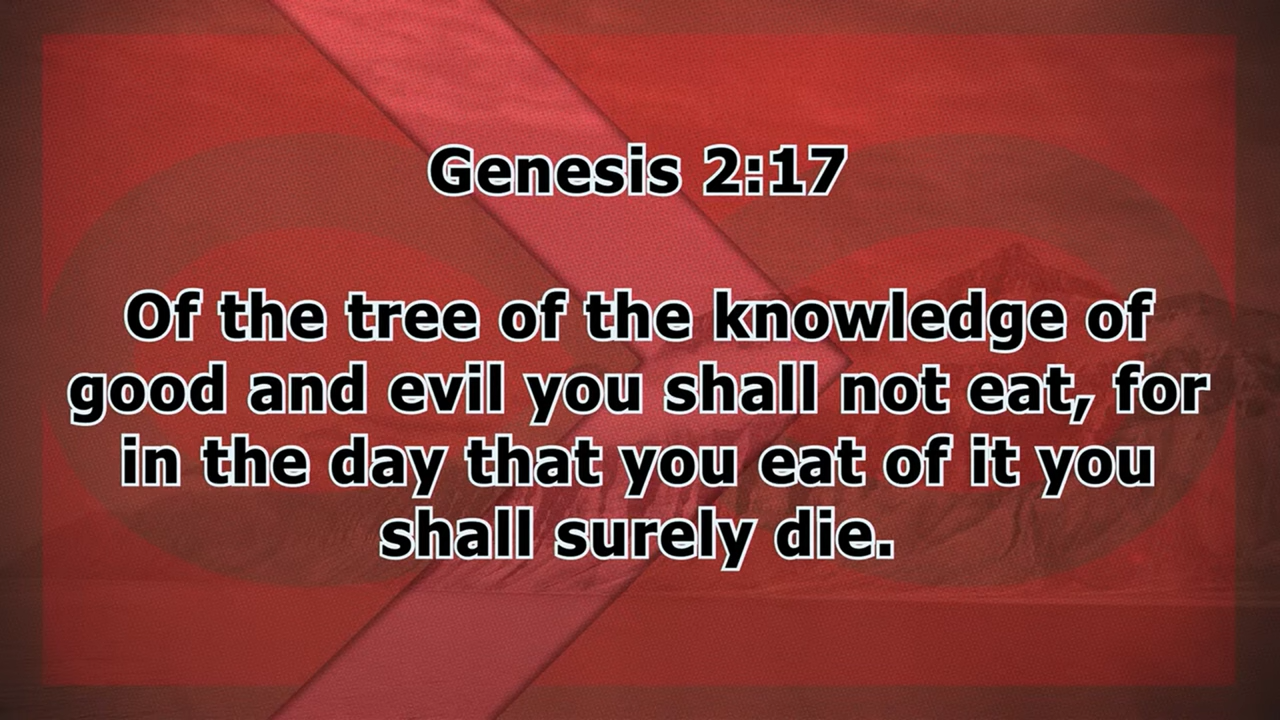 Genesis 2:17
Of the tree of the knowledge of
good and evil you shall not eat, for
in the day that you eat of it you
shall surely die.